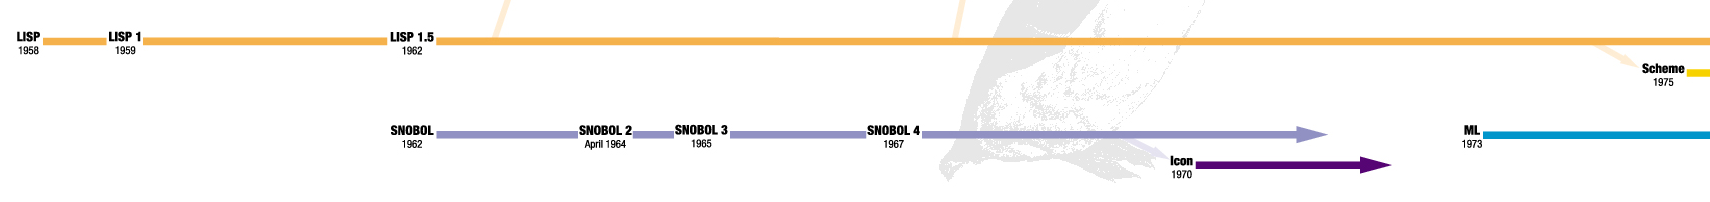 LISP
1958
LISP 1
1959
LISP 1.5
1962
Scheme
1975
SNOBOL
1962
SNOBOL 2
April 1964
SNOBOL 3
1965
SNOBOL 4
1967
ML
1973
Icon
1970